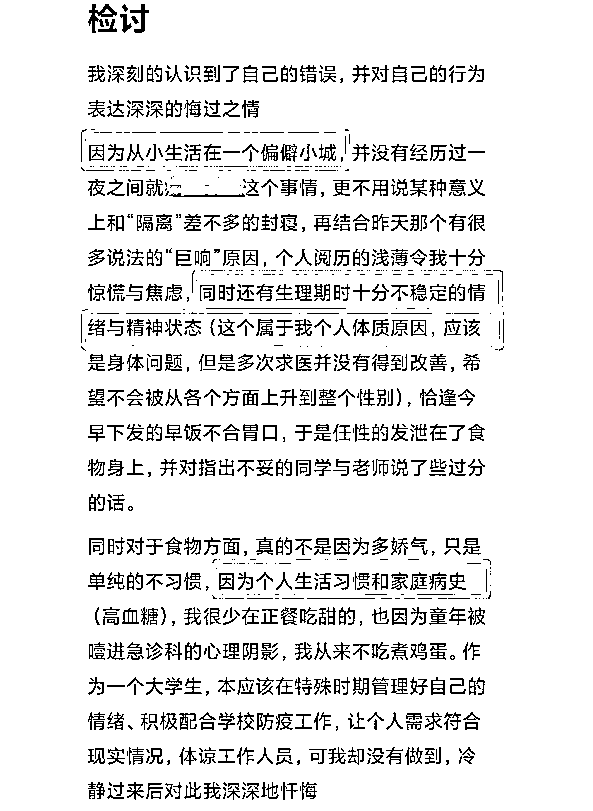 检讨
我深刻的认识到了自己的错误，并对自己的行为
表达深深的悔过之情
因为从小生活在一个偏僻小城，并没有经历过一
夜之间就 这个事情，更不用说某种意义
上和“隔离”差不多的封寝，再结合昨天那个有很
多说法的“巨响”原因，个人阅历的浅薄令我十分
惊慌与焦虑，同时还有生理期时十分不稳定的情
绪与精神状态（这个属于我个人体质原因，应该
是身体问题，但是多次求医并没有得到改善，希
望不会被从各个方面上升到整个性别），恰逢今
早下发的早饭不合胃口，于是任性的发泄在了食
物身上，并对指出不妥的同学与老师说了些过分
的话。
同时对于食物方面，真的不是因为多娇气，只是
单纯的不习惯，因为个人生活习惯和家庭病史
（高血糖），我很少在正餐吃甜的，也因为童年被
噎进急诊科的心理阴影，我从来不吃煮鸡蛋。作
为一个大学生，本应该在特殊时期管理好自己的
情绪、积极配合学校防疫工作，让个人需求符合
现实情况，体谅工作人员，可我却没有做到，冷
静过来后对此我深深地忏悔